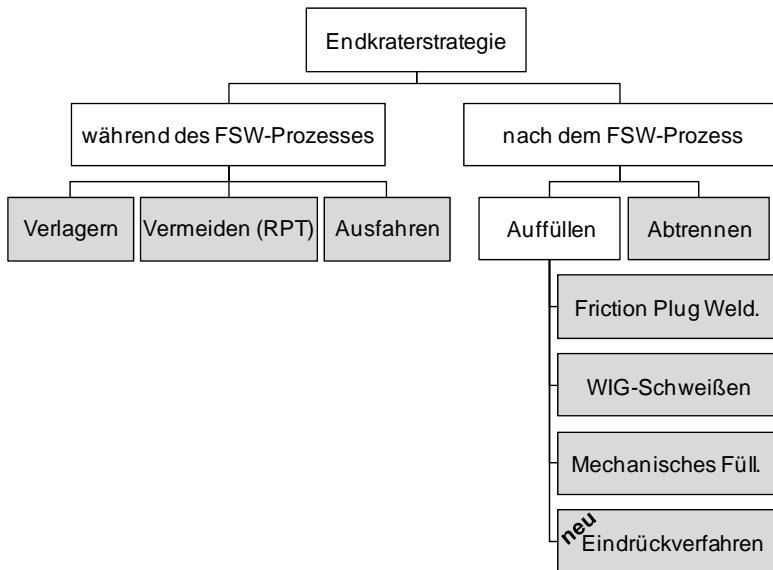 Endkraterstrategie
während des FSW-Prozesses
nach dem FSW-Prozess
Verlagern
Vermeiden (RPT)
Ausfahren
Auffüllen
Abtrennen
Friction Plug Weld.
WIG-Schweißen
Mechanisches Füll.
neu
Eindrückverfahren